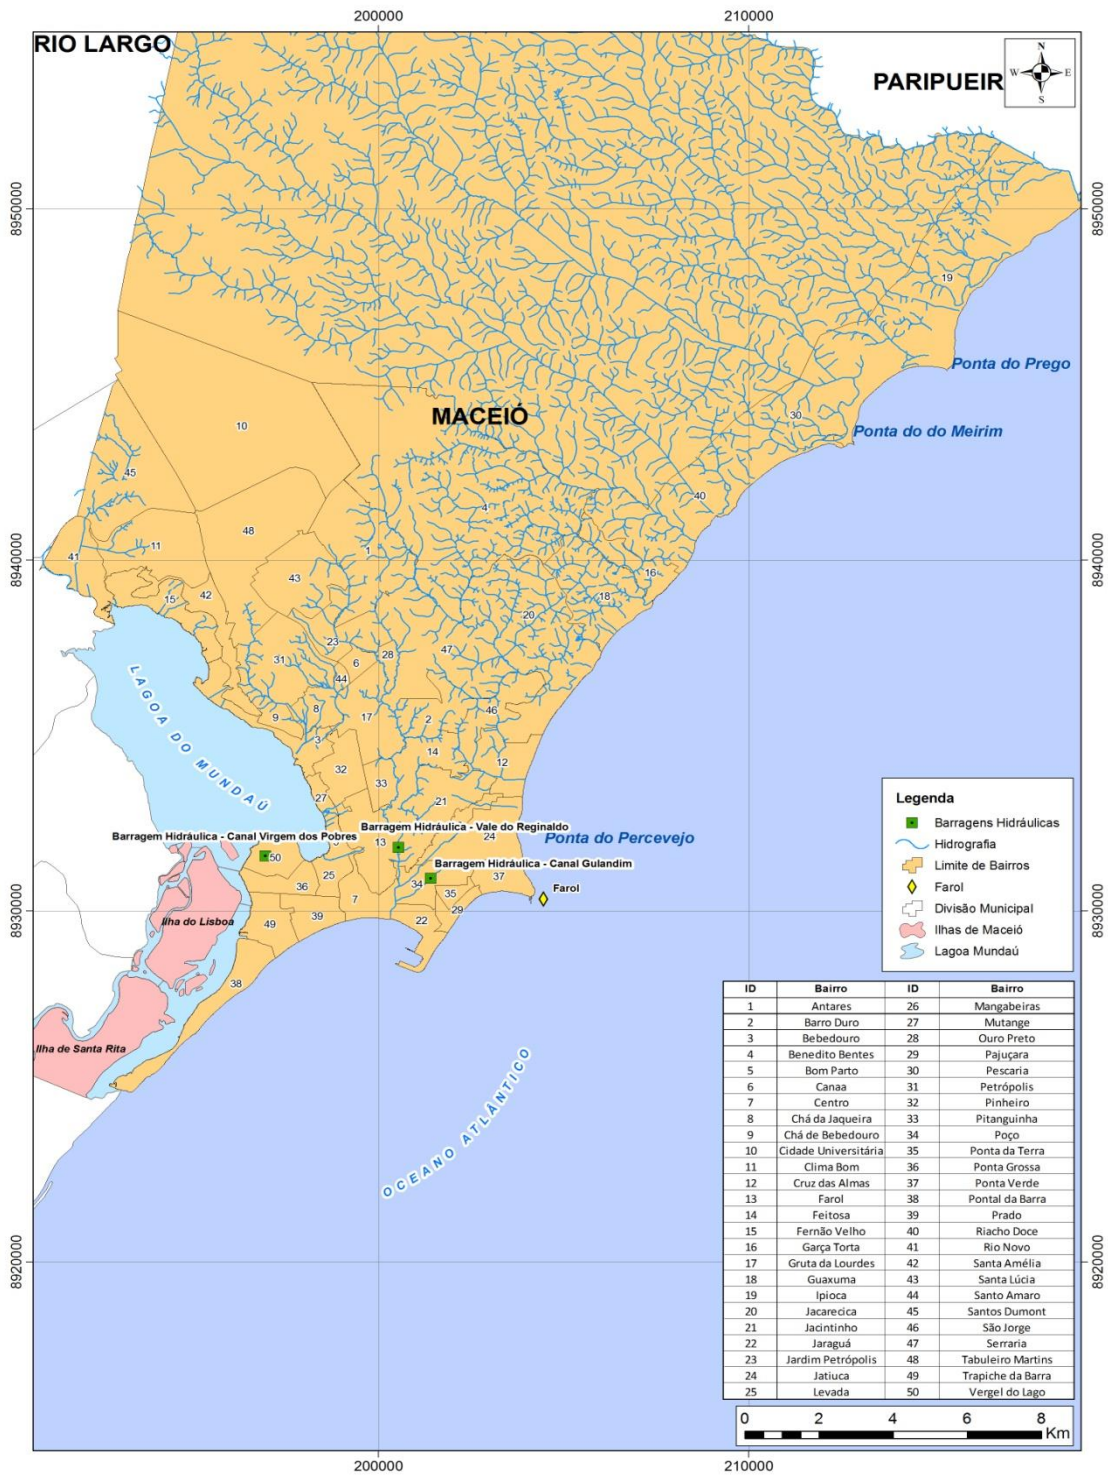 200000
210000
RIO LARGO
PARIPUEIR
N
W
E
S
8950000
8950000
19
Ponta do Prego
30
MACEIÓ
Ponta do do Meirim
10
45
40
4
48
11
1
41
8940000
8940000
43
16
15
42
18
20
23
47
31
28
6
44
LAGOA DO MUNDAÚ
8
46
9
17
2
3
14
12
32
33
27
21
Legenda
Barragens Hidráulicas
Hidrografia
Limite de Bairros
Farol
Divisão Municipal
Ilhas de Maceió
Lagoa Mundaú
Barragem Hidráulica - Vale do Reginaldo
Barragem Hidráulica - Canal Virgem dos Pobres
Ponta do Percevejo
13
24
50
Barragem Hidráulica - Canal Gulandim
25
37
36
34
35
Farol
7
29
8930000
8930000
Ilha do Lisboa
39
22
49
38
Ilha de Santa Rita
OCEANO ATLÂNTICO
ID Bairro ID Bairro
1 Antares 26 Mangabeiras
2 Barro Duro 27 Mutange
3 Bebedouro 28 Ouro Preto
4 Benedito Bentes 29 Pajuçara
5 Bom Parto 30 Pescaria
6 Canaa 31 Petrópolis
7 Centro 32 Pinheiro
8 Chá da Jaqueira 33 Pitanguinha
9 Chá de Bebedouro 34 Poço
10 Cidade Universitária 35 Ponta da Terra
11 Clima Bom 36 Ponta Grossa
12 Cruz das Almas 37 Ponta Verde
13 Farol 38 Pontal da Barra
14 Feitosa 39 Prado
15 Fernão Velho 40 Riacho Doce
16 Garça Torta 41 Rio Novo
17 Gruta da Lourdes 42 Santa Amélia
18 Guaxuma 43 Santa Lúcia
19 Ipioca 44 Santo Amaro
20 Jacarecica 45 Santos Dumont
21 Jacintinho 46 São Jorge
22 Jaraguá 47 Serraria
23 Jardim Petrópolis 48 Tabuleiro Martins
24 Jatiuca 49 Trapiche da Barra
25 Levada 50 Vergel do Lago
8920000
8920000
0 2 4 6 8
Km
200000
210000